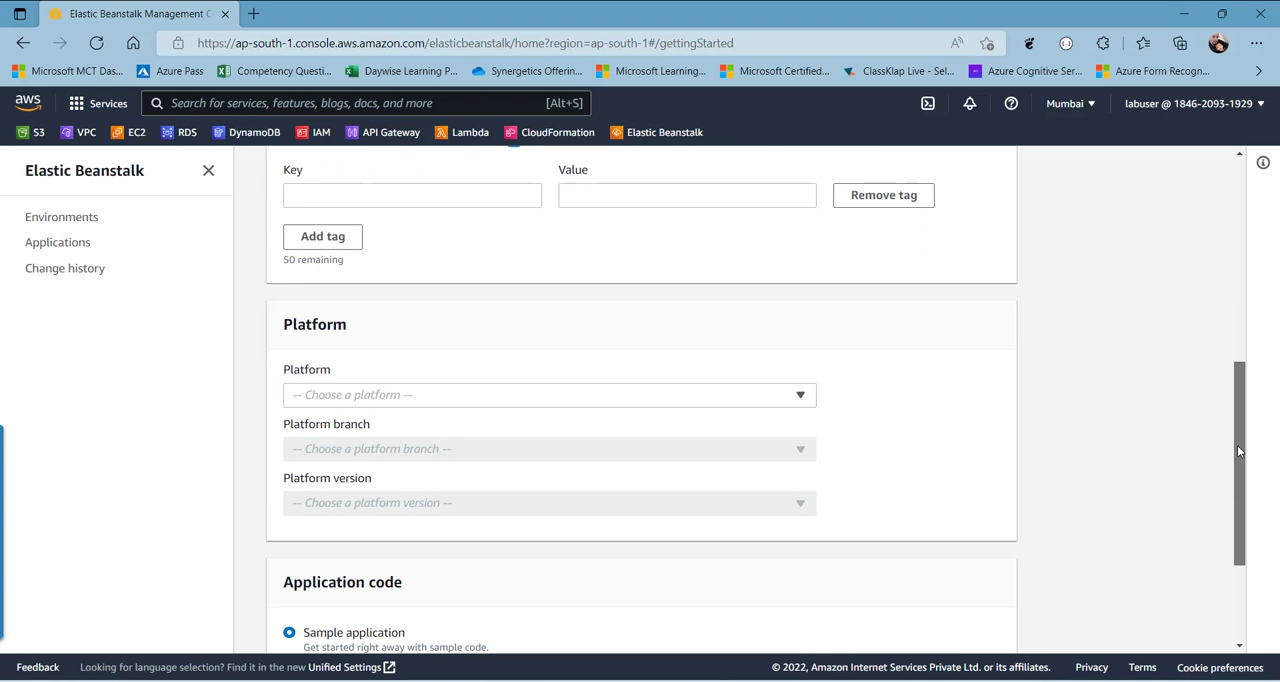 Elastic Beanstalk Management C
https://ap-south-1.console.aws.amazon.com/elasticbeanstalk/home?region=ap-south-1#/gettingStarted
Microsoft MCT Das... Azure Pass Competency Questi... Daywise Learning P... Synergetics Offerin... Microsoft Learning... Microsoft Certified... ClassKlap Live - Sel... Azure Cognitive Ser... Azure Form Recogn...
aws Services Search for services, features, blogs, docs, and more [Alt+S] Mumbai ▼ labuser @ 1846-2093-1929 ▼
S3 VPC EC2 RDS DynamoDB IAM API Gateway Lambda CloudFormation Elastic Beanstalk
Elastic Beanstalk
Environments
Applications
Change history
Key Value
Remove tag
Add tag
50 remaining
Platform
Platform
-- Choose a platform --
Platform branch
-- Choose a platform branch --
Platform version
-- Choose a platform version --
Application code
Sample application
Get started right away with sample code.
Feedback Looking for language selection? Find it in the new Unified Settings © 2022, Amazon Internet Services Private Ltd. or its affiliates. Privacy Terms Cookie preferences